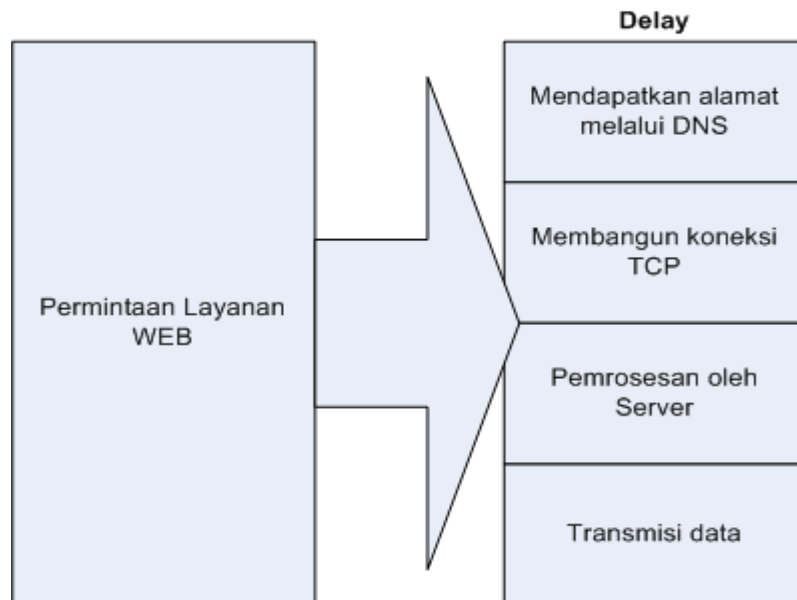 Delay
Permintaan Layanan
WEB
Mendapatkan alamat
melalui DNS
Membangun koneksi
TCP
Pemrosesan oleh
Server
Transmisi data